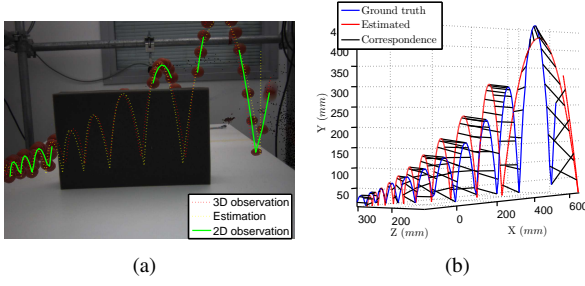 3D observation
Estimation
2D observation
(a)
Ground truth
Estimated
Correspondence
450
400
350
300
250
200
150
100
50
Y (mm)
300
200
Z (mm)
0
200
400
600
X (mm)
(b)